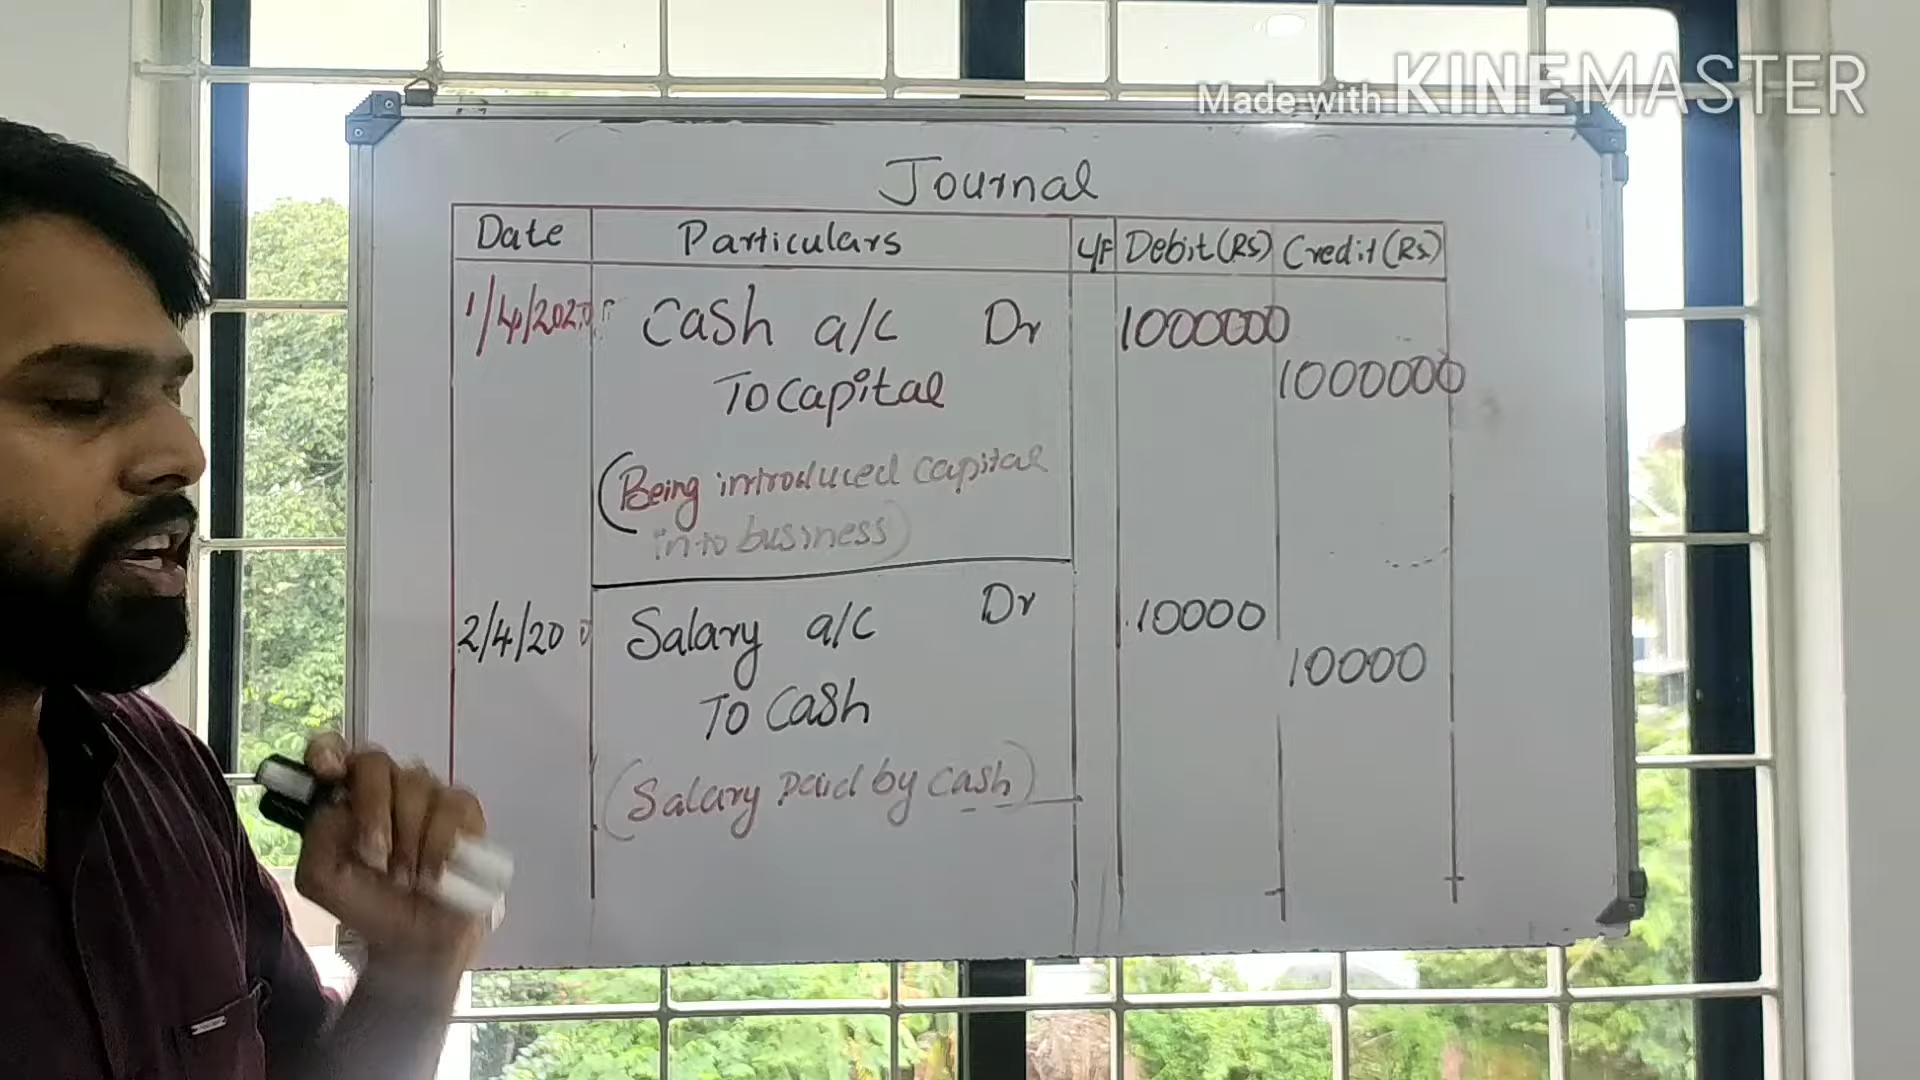 Made with KINEMASTER
Journal
Date Particulars L/F Debit(Rs) Credit(Rs)
1/4/2020 Cash a/c Dr 1000000
To Capital 1000000
(Being introduced capital
into business)
2/4/20 Salary a/c Dr 10000
To Cash 10000
(Salary paid by cash)